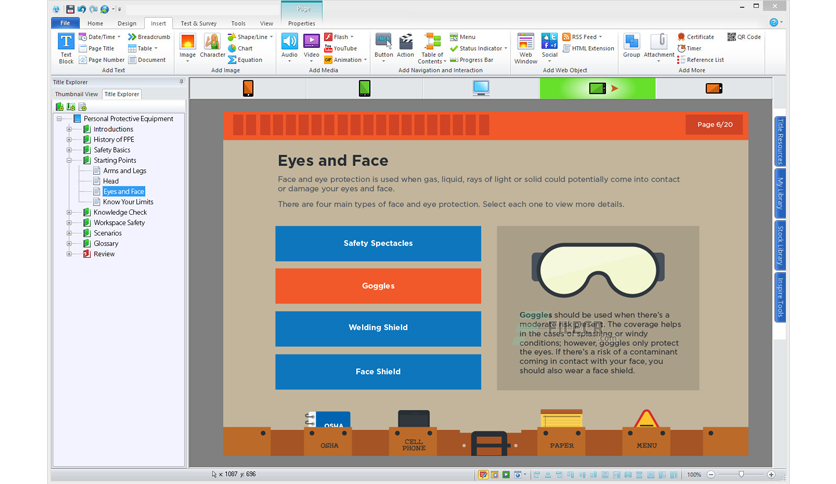 Page
File Home Design Insert Test & Survey Tools View Properties
Text Block
Date/Time
Page Title
Page Number
Breadcrumb
Table
Document
Add Text
Image
Character
Shape/Line
Chart
Equation
Add Image
Audio
Video
Flash
YouTube
Animation
Add Media
Button
Action
Table of Contents
Menu
Status Indicator
Progress Bar
Add Navigation and Interaction
Web Window
Social
RSS Feed
HTML Extension
Add Web Object
Group
Attachment
Certificate
Timer
Reference List
QR Code
Add More
Title Explorer
Thumbnail View Title Explorer
Personal Protective Equipment
Introductions
History of PPE
Safety Basics
Starting Points
Arms and Legs
Head
Eyes and Face
Know Your Limits
Knowledge Check
Workspace Safety
Scenarios
Glossary
Review
Page 6/20
Eyes and Face
Face and eye protection is used when gas, liquid, rays of light or solid could potentially come into contact
or damage your eyes and face.
There are four main types of face and eye protection. Select each one to view more details.
Safety Spectacles
Goggles
Welding Shield
Face Shield
Goggles should be used when there's a
moderate risk present. The coverage helps
in the cases of splashing or windy
conditions; however, goggles only protect
the eyes. If there's a risk of a contaminant
coming in contact with your face, you
should also wear a face shield.
OSHA
OSHA
CELL
PHONE
PAPER
MENU
Title Resources
My Library
Stock Library
Inspire Tools
x: 1087 y: 696
100%